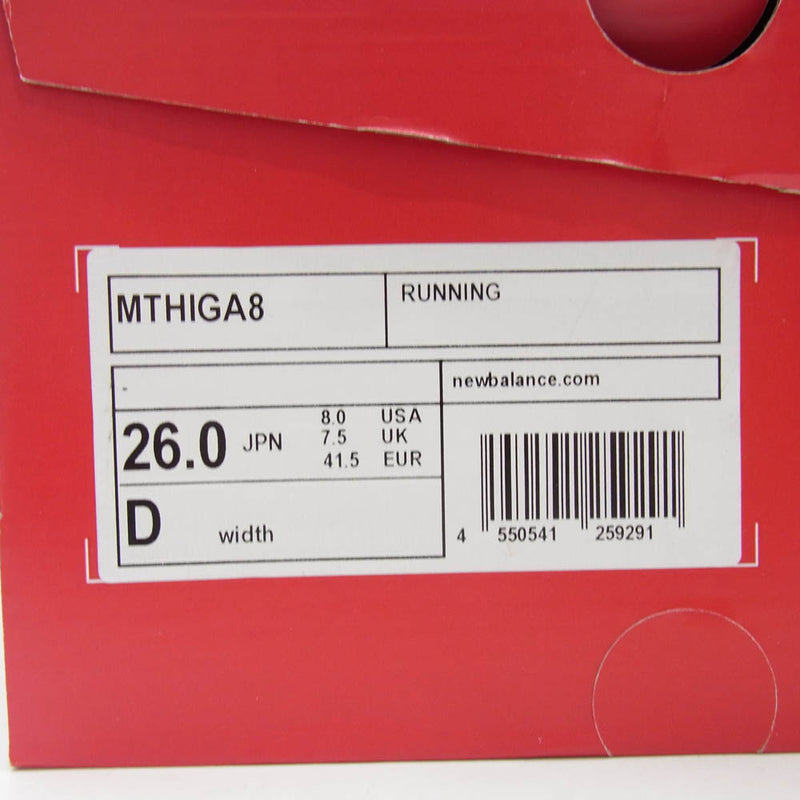 MTHIGA8
RUNNING
newbalance.com
26.0 JPN
8.0 USA
7.5 UK
41.5 EUR
D width
4 550541 259291